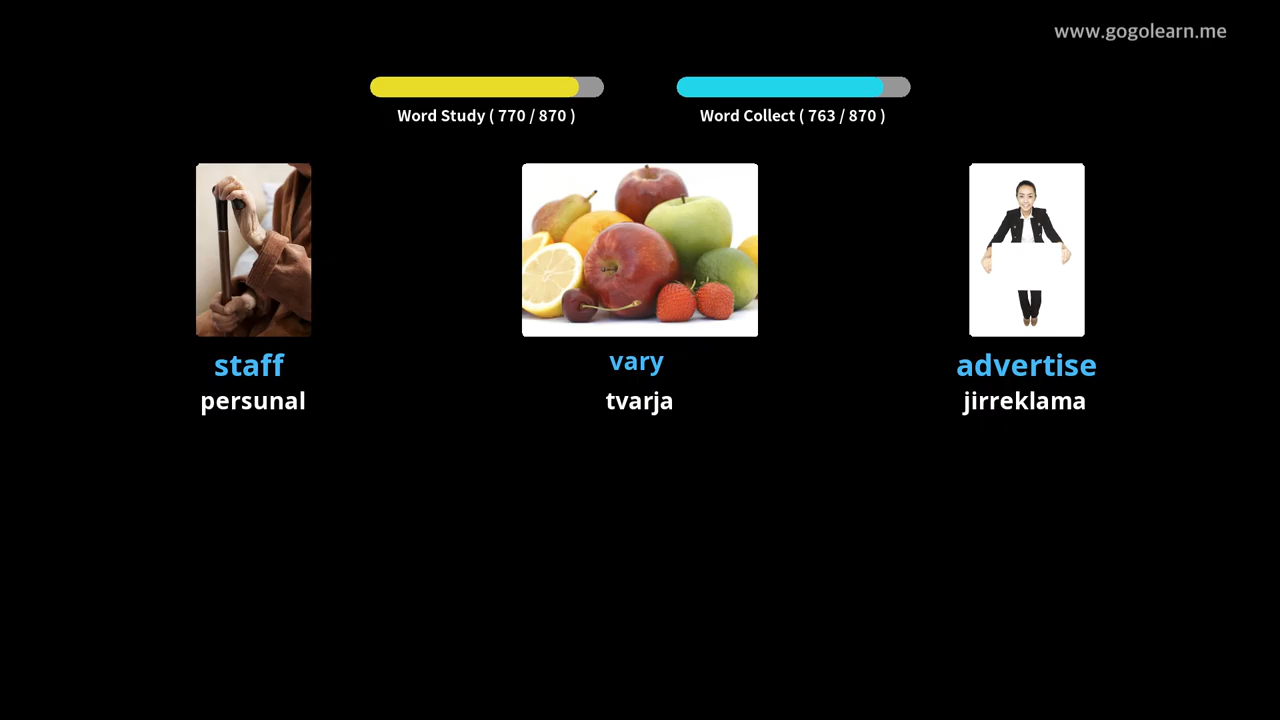 www.gogolearn.me
Word Study ( 770 / 870 )
Word Collect ( 763 / 870 )
staff
vary
advertise
persunal
tvarja
jirreklama